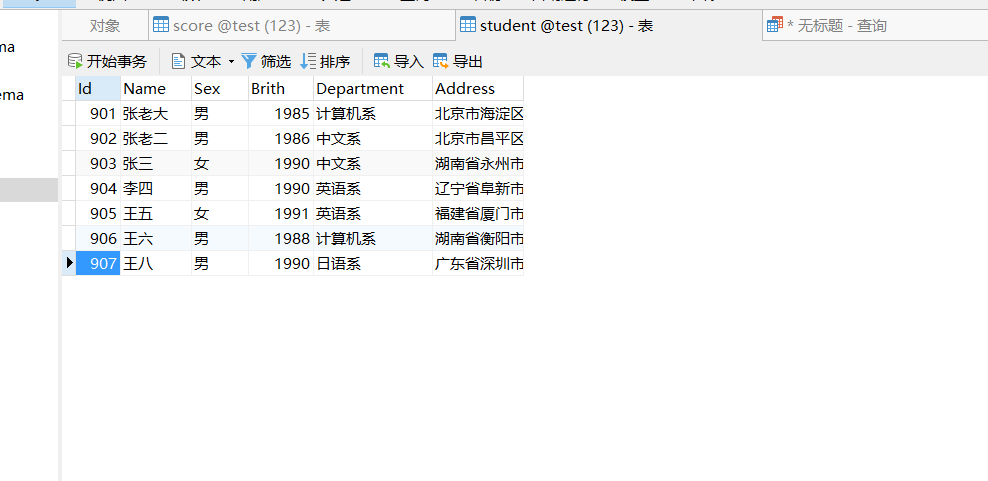 对象 score @test (123) - 表 student @test (123) - 表 * 无标题 - 查询
ma
开始事务 文本 筛选 排序 导入 导出
Id Name Sex Brith Department Address
ema
901 张老大 男 1985 计算机系 北京市海淀区
902 张老二 男 1986 中文系 北京市昌平区
903 张三 女 1990 中文系 湖南省永州市
904 李四 男 1990 英语系 辽宁省阜新市
905 王五 女 1991 英语系 福建省厦门市
906 王六 男 1988 计算机系 湖南省衡阳市
907 王八 男 1990 日语系 广东省深圳市